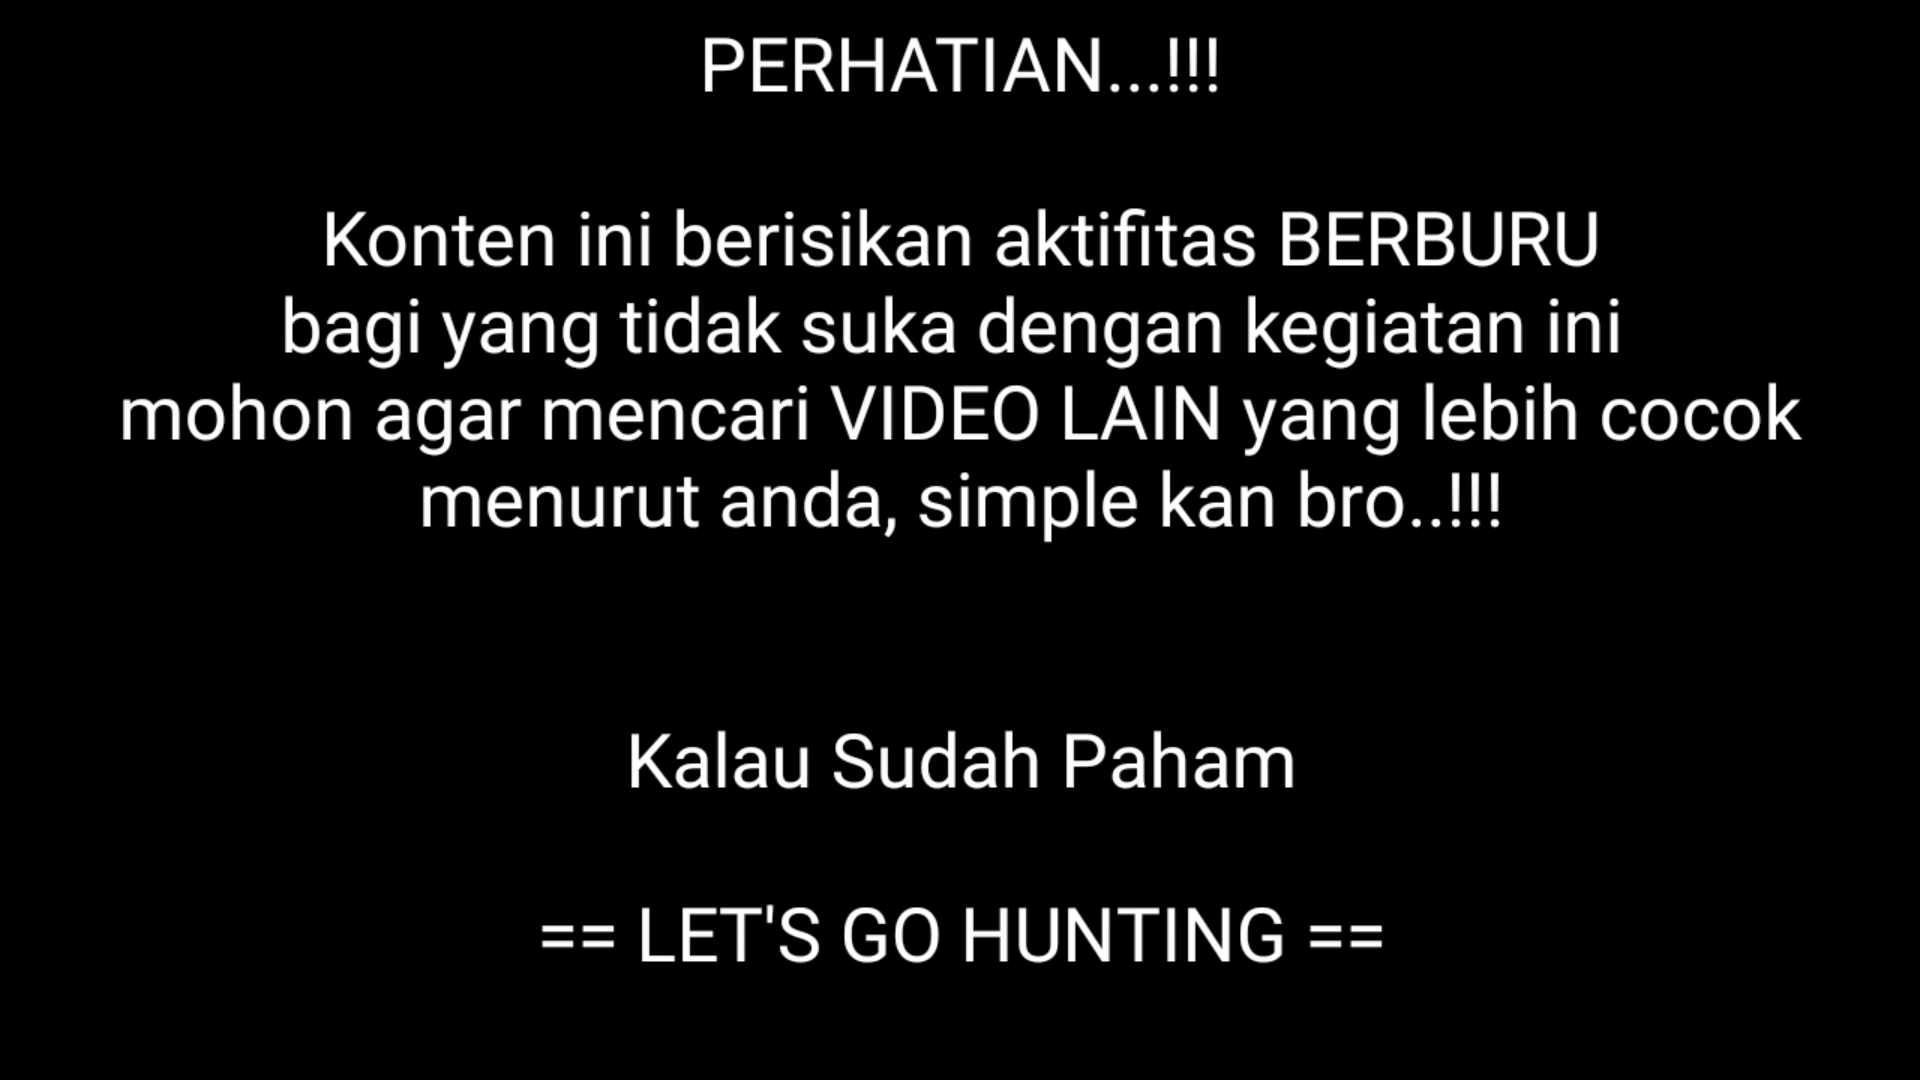 PERHATIAN...!!!
Konten ini berisikan aktifitas BERBURU
bagi yang tidak suka dengan kegiatan ini
mohon agar mencari VIDEO LAIN yang lebih cocok
menurut anda, simple kan bro..!!!
Kalau Sudah Paham
== LET'S GO HUNTING ==